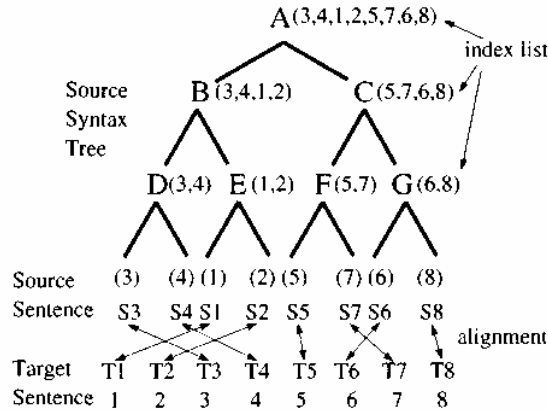 A(3,4,1,2,5,7,6,8)
index list
Source B(3,4,1,2) C(5.7,6,8)
Syntax
Tree
D(3,4) E(1,2) F(5.7) G(6.8)
Source (3) (4) (1) (2) (5) (7) (6) (8)
Sentence S3 S4 S1 S2 S5 S7 S6 S8
alignment
Target T1 T2 T3 T4 T5 T6 T7 T8
Sentence 1 2 3 4 5 6 7 8